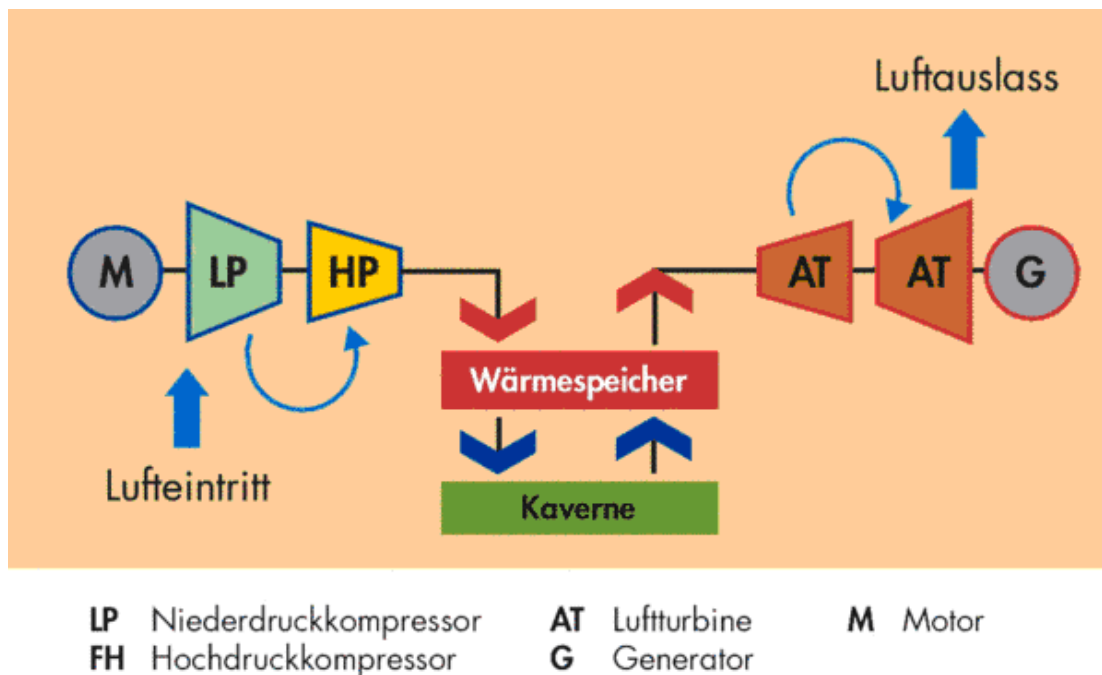 Luftauslass
M LP HP AT AT G
Wärmespeicher
Lufteintritt
Kaverne
LP Niederdruckkompressor AT Luftturbine M Motor
FH Hochdruckkompressor G Generator